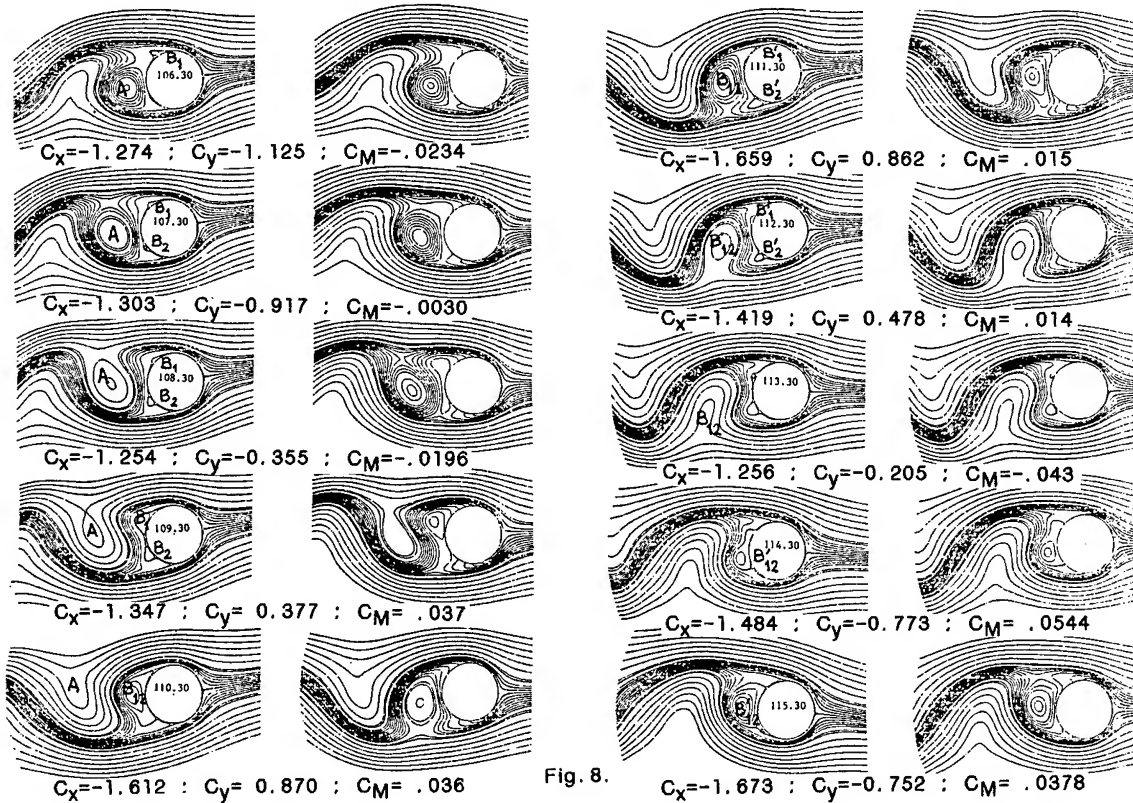 B1
A
106.30
Cx=-1.274 ; Cy=-1.125 ; CM=-.0234
B1
A
107.30
B2
Cx=-1.303 ; Cy=-0.917 ; CM=-.0030
A
B1
108.30
B2
Cx=-1.254 ; Cy=-0.355 ; CM=-.0196
A
B1
109.30
B2
Cx=-1.347 ; Cy= 0.377 ; CM= .037
A
B12
110.30
C
Cx=-1.612 ; Cy= 0.870 ; CM= .036
B'1
111.30
B12
B'2
Cx=-1.659 ; Cy= 0.862 ; CM= .015
B'1
112.30
B12
B'2
Cx=-1.419 ; Cy= 0.478 ; CM= .014
113.30
B12
Cx=-1.256 ; Cy=-0.205 ; CM=-.043
114.30
B'12
Cx=-1.484 ; Cy=-0.773 ; CM= .0544
115.30
B'12
Cx=-1.673 ; Cy=-0.752 ; CM= .0378
Fig. 8.